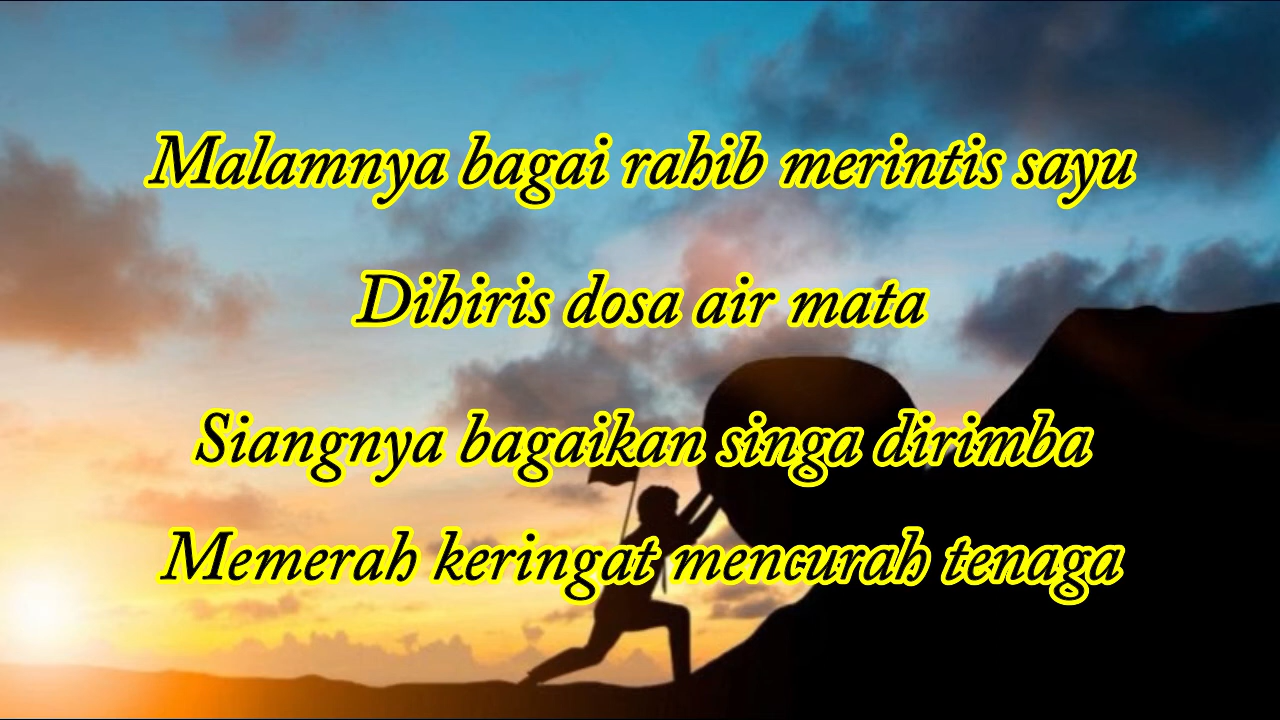 Malamnya bagai rahib merintis sayu
Dihiris dosa air mata
Siangnya bagaikan singa dirimba
Memerah keringat mencurah tenaga